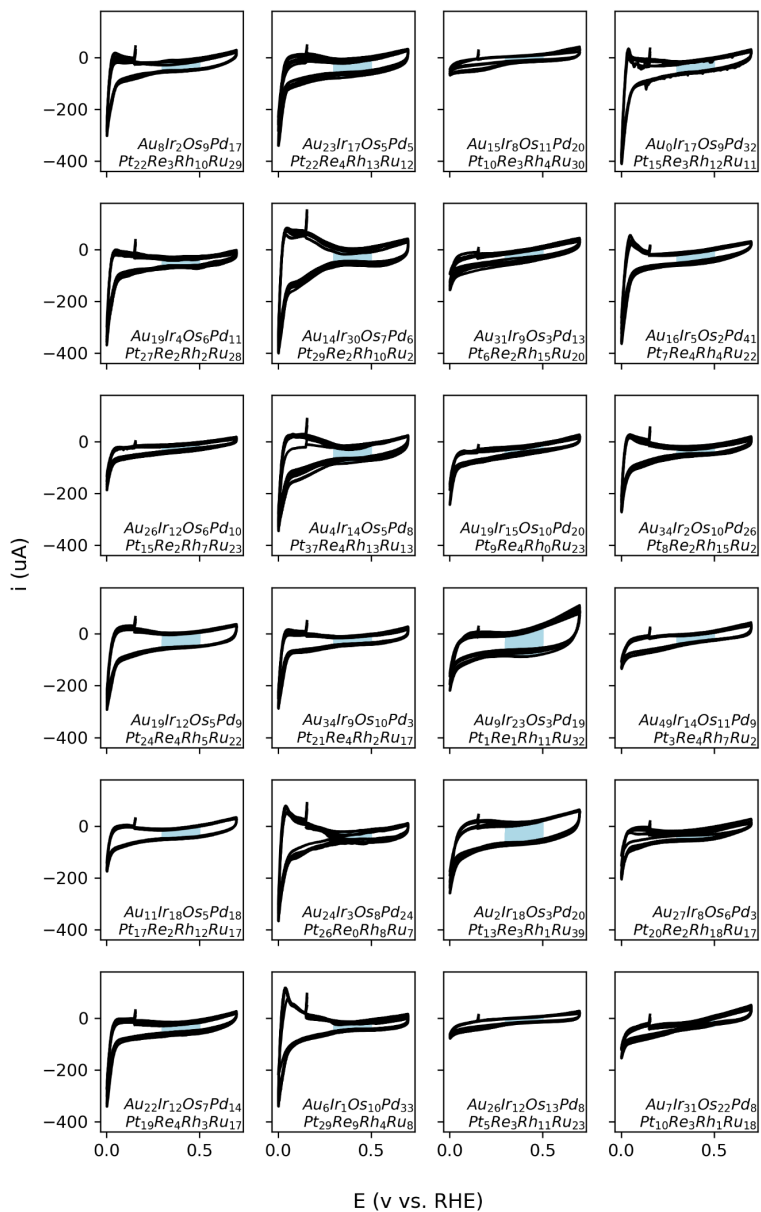 0
−200
−400
Au₈Ir₂Os₉Pd₁₇
Pt₂₂Re₃Rh₁₀Ru₂₉
Au₂₃Ir₁₇Os₅Pd₅
Pt₂₂Re₄Rh₁₃Ru₁₂
Au₁₅Ir₈Os₁₁Pd₂₀
Pt₁₀Re₃Rh₄Ru₃₀
Au₀Ir₁₇Os₉Pd₃₂
Pt₁₅Re₃Rh₁₂Ru₁₁
0
−200
−400
Au₁₉Ir₄Os₆Pd₁₁
Pt₂₇Re₂Rh₂Ru₂₈
Au₁₄Ir₃₀Os₇Pd₆
Pt₂₉Re₂Rh₁₀Ru₂
Au₃₁Ir₉Os₃Pd₁₃
Pt₆Re₂Rh₁₅Ru₂₀
Au₁₆Ir₅Os₂Pd₄₁
Pt₇Re₄Rh₄Ru₂₂
0
−200
−400
Au₂₆Ir₁₂Os₆Pd₁₀
Pt₁₅Re₂Rh₇Ru₂₃
Au₄Ir₁₄Os₅Pd₈
Pt₃₇Re₄Rh₁₃Ru₁₃
Au₁₉Ir₁₅Os₁₀Pd₂₀
Pt₉Re₄Rh₀Ru₂₃
Au₃₄Ir₂Os₁₀Pd₂₆
Pt₈Re₂Rh₁₅Ru₂
i (uA)
0
−200
−400
Au₁₉Ir₁₂Os₅Pd₉
Pt₂₄Re₄Rh₅Ru₂₂
Au₃₄Ir₉Os₁₀Pd₃
Pt₂₁Re₄Rh₂Ru₁₇
Au₉Ir₂₃Os₃Pd₁₉
Pt₁Re₁Rh₁₁Ru₃₂
Au₄₉Ir₁₄Os₁₁Pd₉
Pt₃Re₄Rh₇Ru₂
0
−200
−400
Au₁₁Ir₁₈Os₅Pd₁₈
Pt₁₇Re₂Rh₁₂Ru₁₇
Au₂₄Ir₃Os₈Pd₂₄
Pt₂₆Re₀Rh₈Ru₇
Au₂Ir₁₈Os₃Pd₂₀
Pt₁₃Re₃Rh₁Ru₃₉
Au₂₇Ir₈Os₆Pd₃
Pt₂₀Re₂Rh₁₈Ru₁₇
0
−200
−400
Au₂₂Ir₁₂Os₇Pd₁₄
Pt₁₉Re₄Rh₃Ru₁₇
Au₆Ir₁Os₁₀Pd₃₃
Pt₂₉Re₉Rh₄Ru₈
Au₂₆Ir₁₂Os₁₃Pd₈
Pt₅Re₃Rh₁₁Ru₂₃
Au₇Ir₃₁Os₂₂Pd₈
Pt₁₀Re₃Rh₁Ru₁₈
0.0 0.5 0.0 0.5 0.0 0.5 0.0 0.5
E (v vs. RHE)